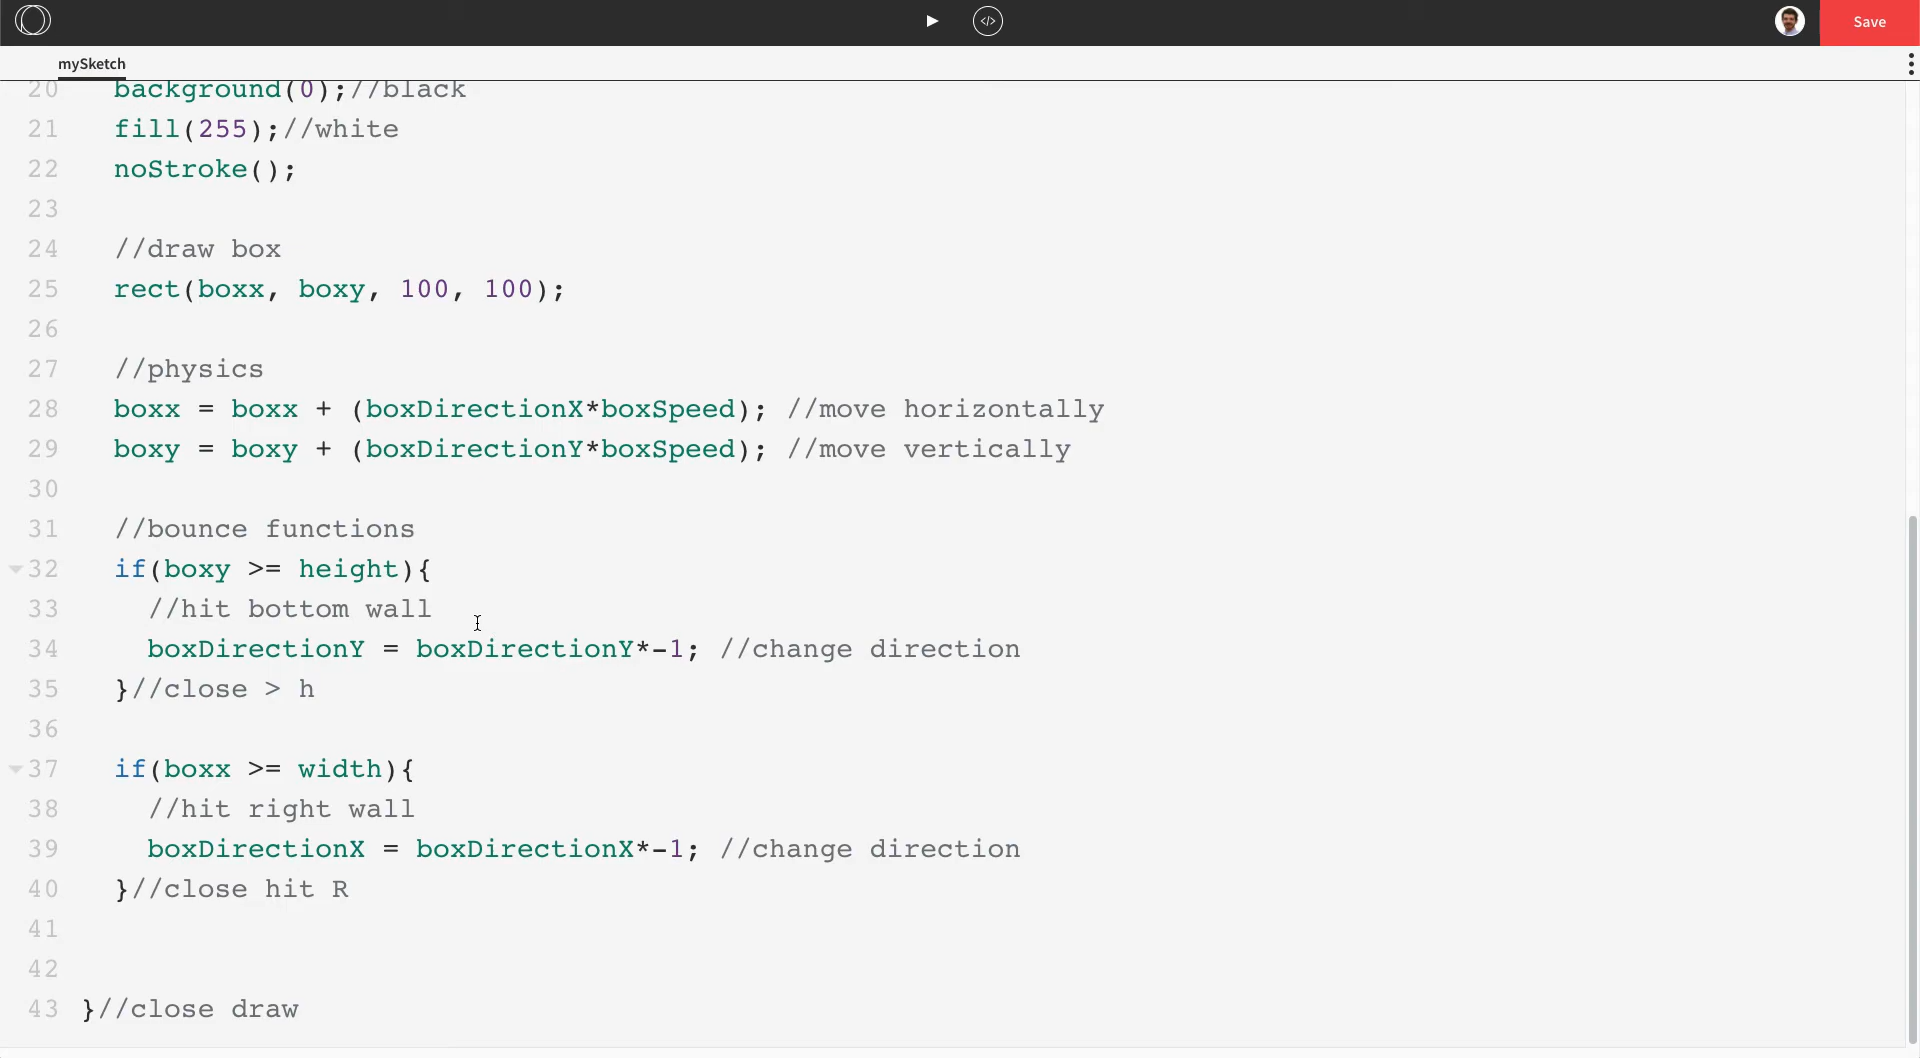 </>
Save
mySketch
20 background(0);//black
21 fill(255);//white
22 noStroke();
23
24 //draw box
25 rect(boxx, boxy, 100, 100);
26
27 //physics
28 boxx = boxx + (boxDirectionX*boxSpeed); //move horizontally
29 boxy = boxy + (boxDirectionY*boxSpeed); //move vertically
30
31 //bounce functions
32 if(boxy >= height){
33 //hit bottom wall
34 boxDirectionY = boxDirectionY*-1; //change direction
35 }//close > h
36
37 if(boxx >= width){
38 //hit right wall
39 boxDirectionX = boxDirectionX*-1; //change direction
40 }//close hit R
41
42
43 }//close draw